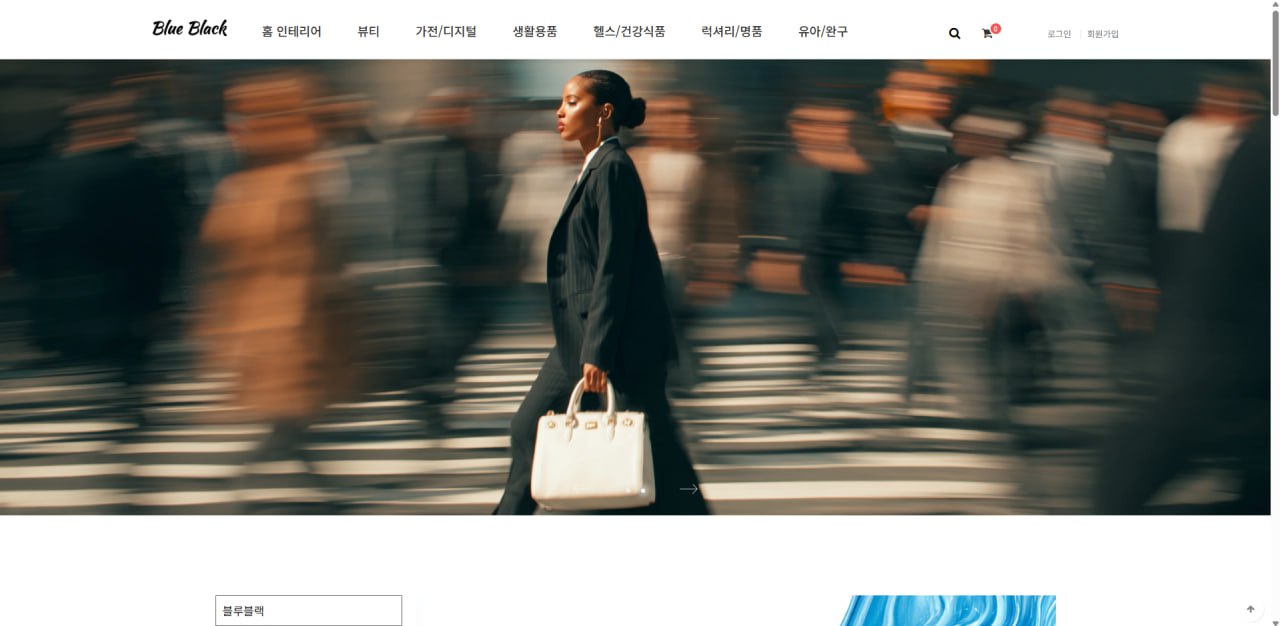 Blue Black
홈 인테리어
뷰티
가전/디지털
생활용품
헬스/건강식품
럭셔리/명품
유아/완구
0
로그인
회원가입
블루블랙